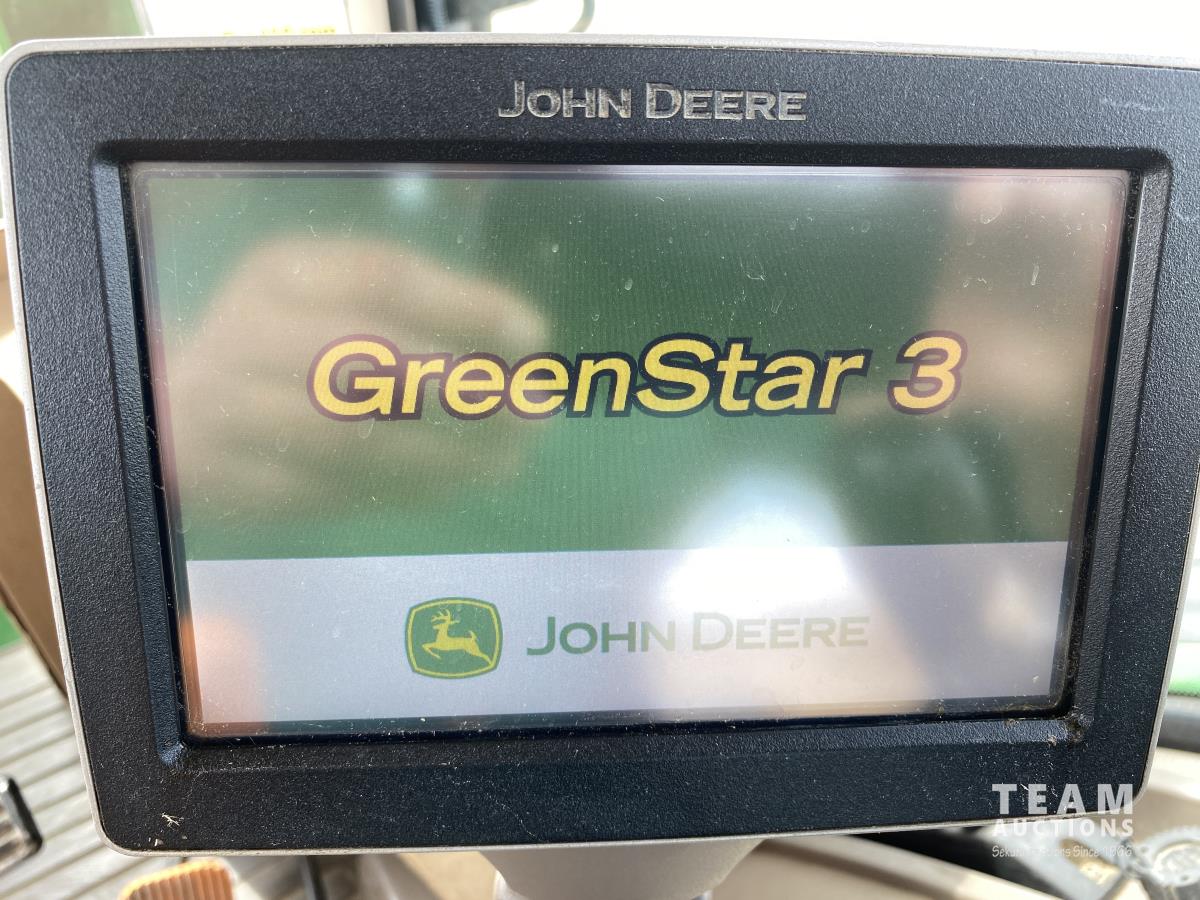 JOHN DEERE
GreenStar 3
JOHN DEERE
TEAM
AUCTIONS